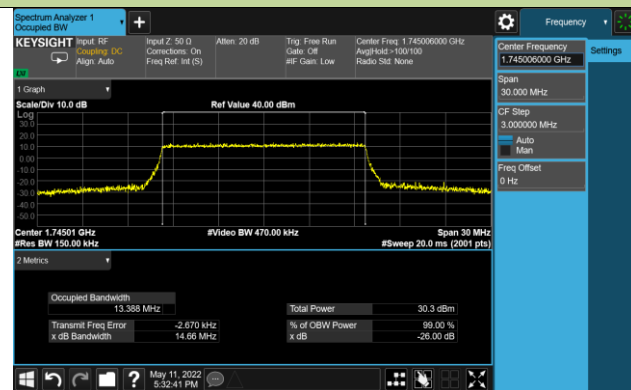 Spectrum Analyzer 1
Occupied BW
Frequency
KEYSIGHT
Input: RF
Coupling: DC
Align: Auto
Input Z: 50 Ω
Corrections: On
Freq Ref: Int (S)
Atten: 20 dB
Trig: Free Run
Gate: Off
#IF Gain: Low
Center Freq: 1.745006000 GHz
Avg|Hold:>100/100
Radio Std: None
Center Frequency
1.745006000 GHz
Settings
Span
30.000 MHz
CF Step
3.000000 MHz
Auto
Man
Freq Offset
0 Hz
1 Graph
Scale/Div 10.0 dB
Ref Value 40.00 dBm
Log
30.0
20.0
10.0
0.00
-10.0
-20.0
-30.0
-40.0
-50.0
Center 1.74501 GHz
#Video BW 470.00 kHz
Span 30 MHz
#Res BW 150.00 kHz
#Sweep 20.0 ms (2001 pts)
2 Metrics
Occupied Bandwidth
13.388 MHz
Total Power
30.3 dBm
Transmit Freq Error
-2.670 kHz
% of OBW Power
99.00 %
x dB Bandwidth
14.66 MHz
x dB
-26.00 dB
May 11, 2022
5:32:41 PM